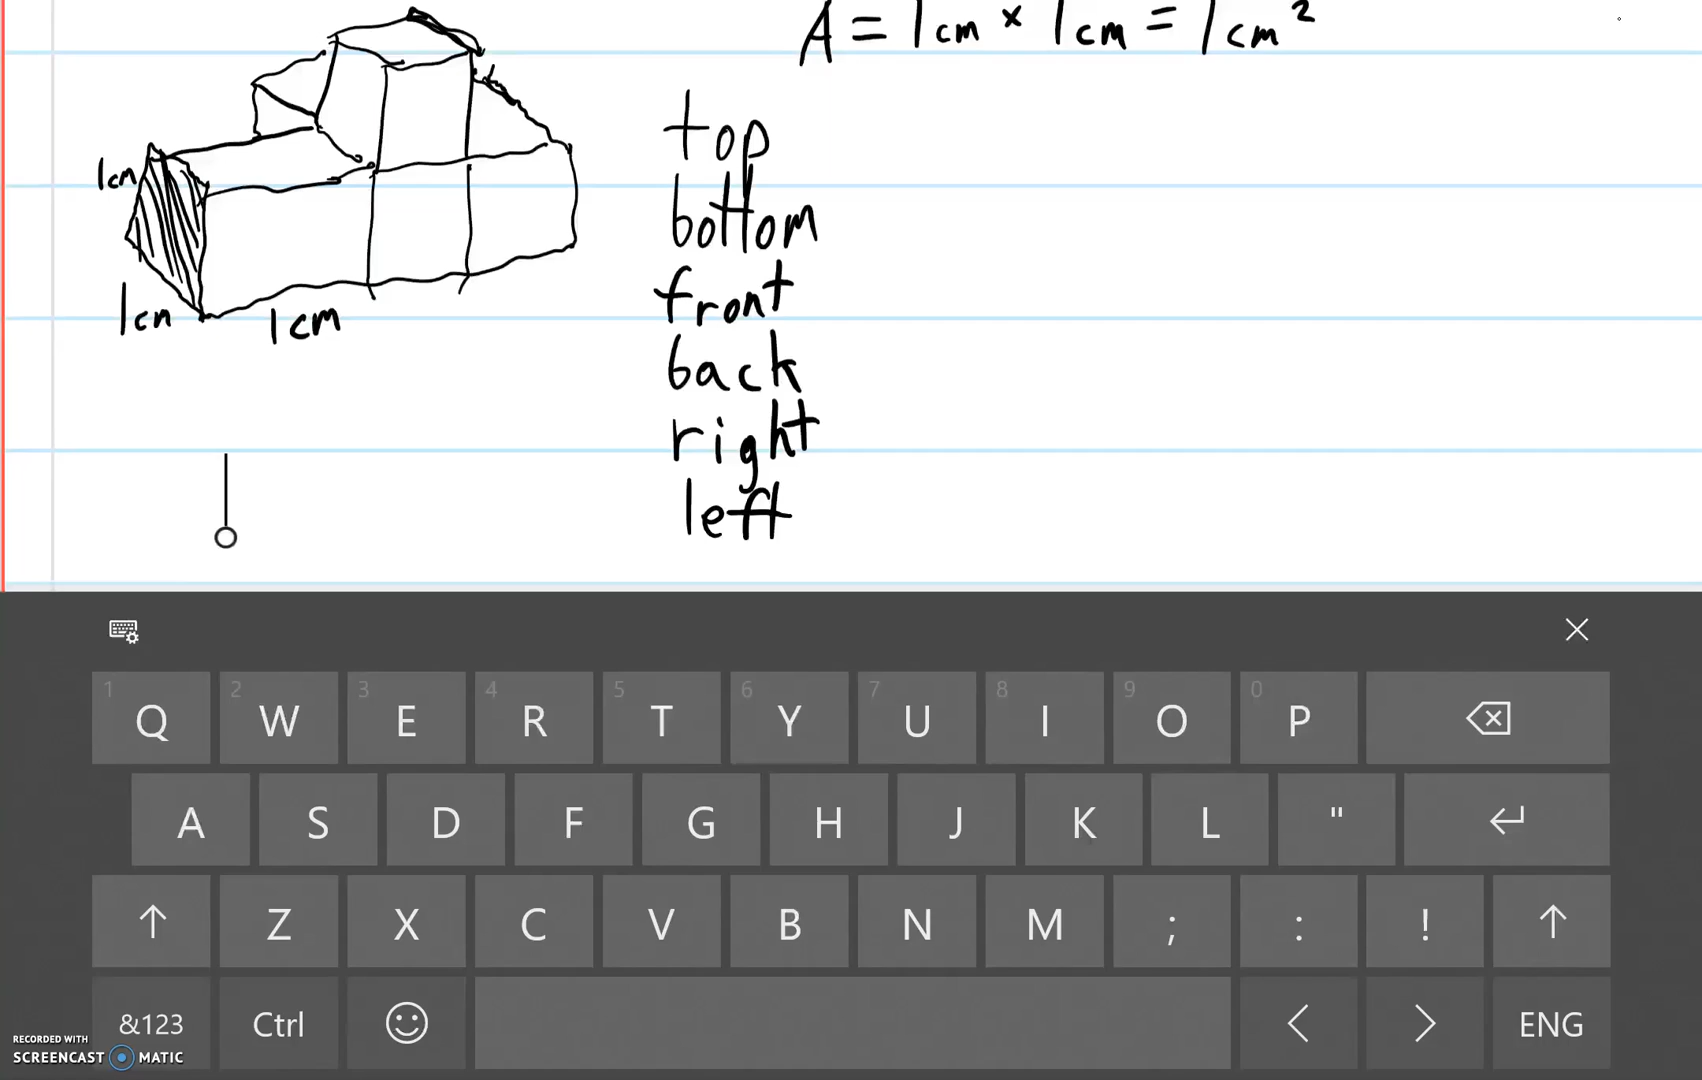 A = 1cm × 1cm = 1cm²
1cm
top
bottom
1cm
1cm
front
back
right
left
1 Q 2 W 3 E 4 R 5 T 6 Y 7 U 8 I 9 O 0 P
A S D F G H J K L "
Z X C V B N M ; : !
&123 Ctrl < > ENG
RECORDED WITH
SCREENCAST MATIC